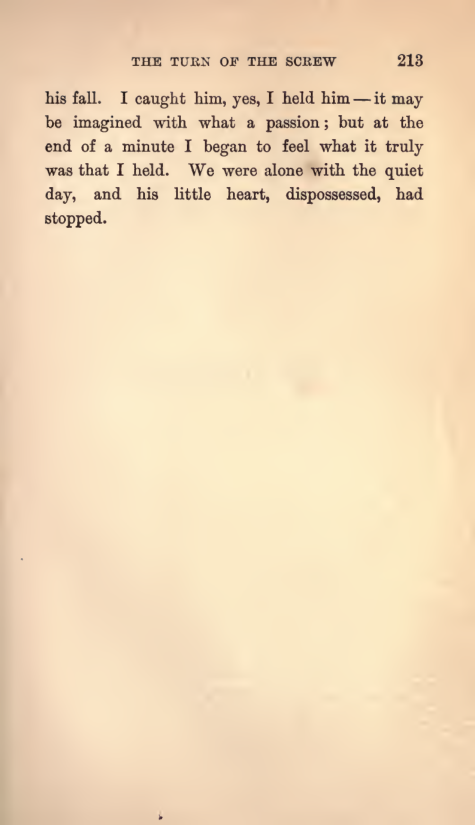 THE TURN OF THE SCREW 213
his fall. I caught him, yes, I held him — it may
be imagined with what a passion; but at the
end of a minute I began to feel what it truly
was that I held. We were alone with the quiet
day, and his little heart, dispossessed, had
stopped.